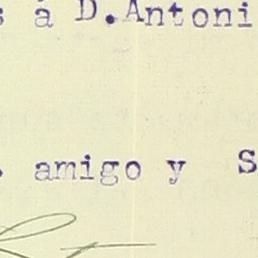 s á D. Antoni
. amigo y S